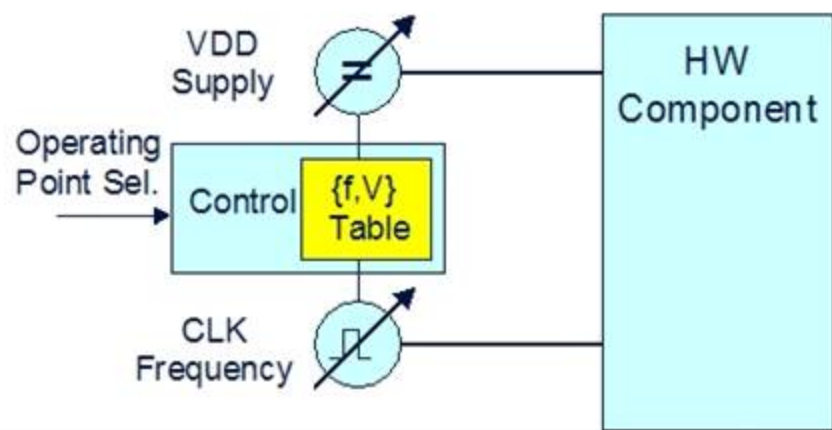 VDD
Supply
HW
Component
Operating
Point Sel.
Control
{f,V}
Table
CLK
Frequency